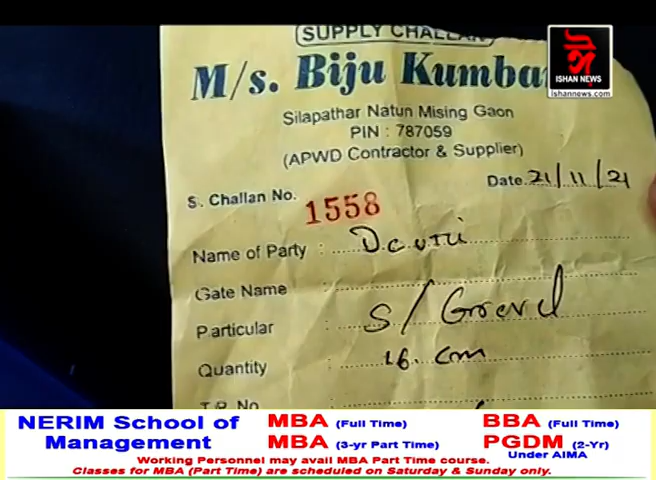 SUPPLY CHALLAN
M/s. Biju Kumbar
Silapathar Natun Mising Gaon
PIN : 787059
(APWD Contractor & Supplier)
Date. 21/11/21
S. Challan No. 1558
Name of Party :
Gate Name :
Particular : S/
Quantity : 16. cm
T.R. No
ISHAN NEWS
ishannews.com
NERIM School of Management
MBA (Full Time) BBA (Full Time)
MBA (3-yr Part Time) PGDM (2-Yr)
Under AIMA
Working Personnel may avail MBA Part Time course.
Classes for MBA (Part Time) are scheduled on Saturday & Sunday only.